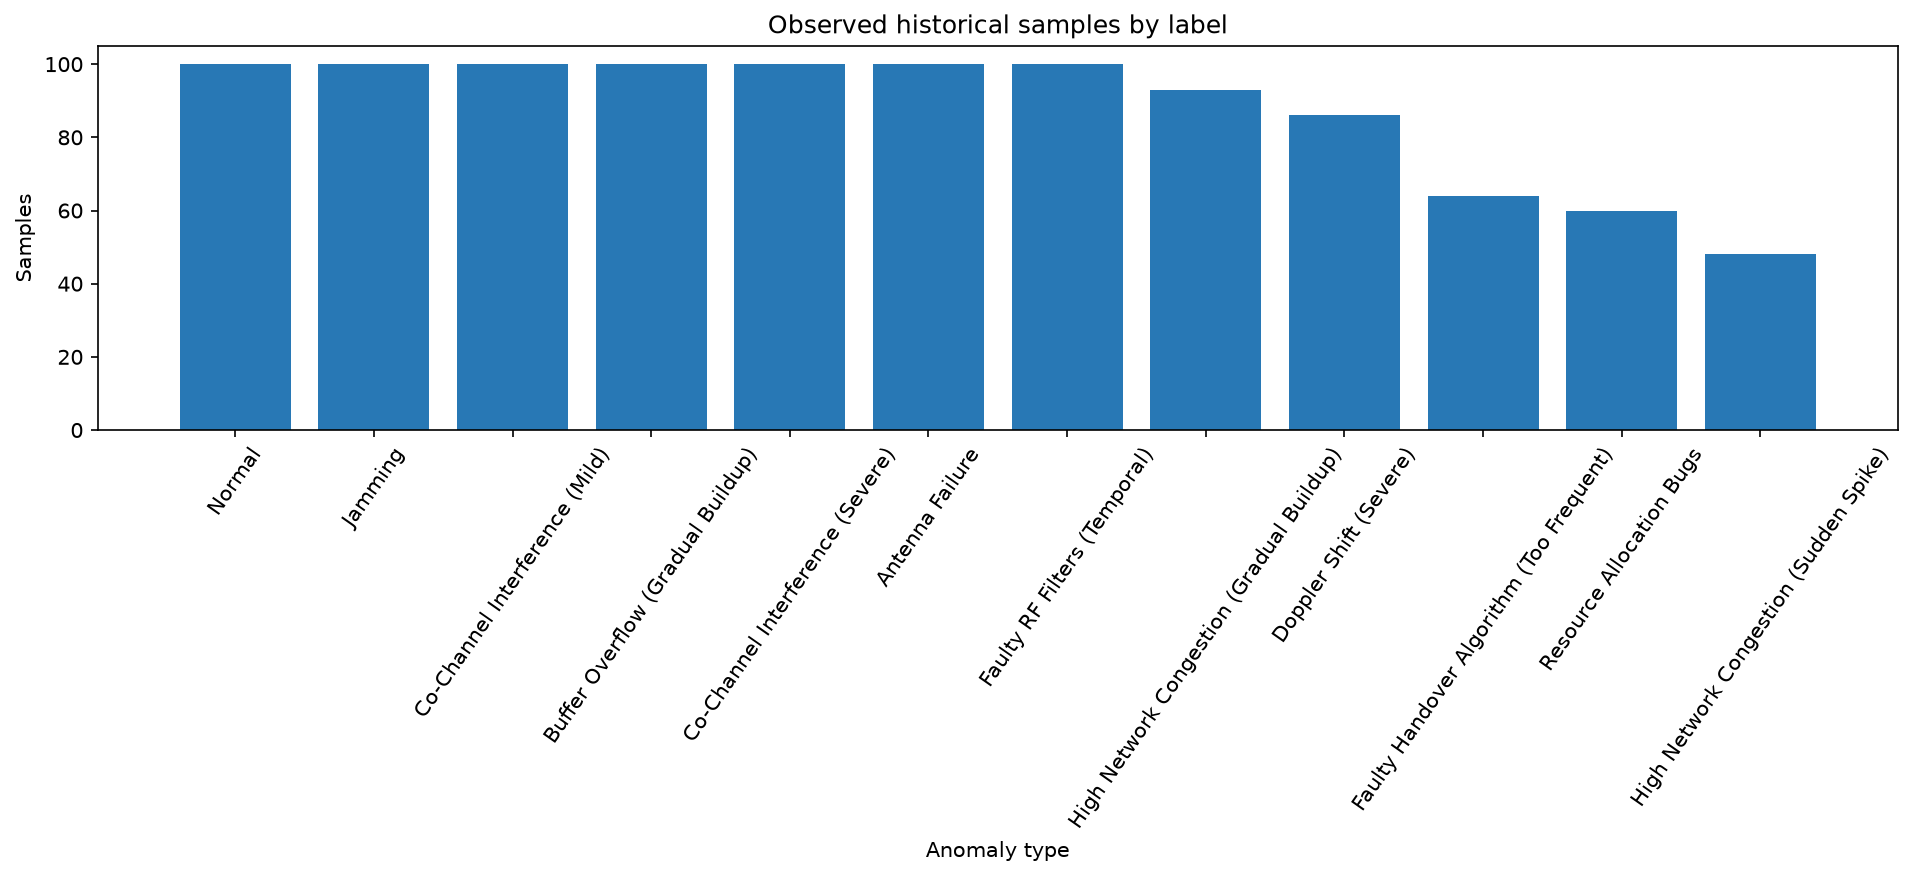 Observed historical samples by label
Samples
100
80
60
40
20
0
Normal
Jamming
Co-Channel Interference (Mild)
Buffer Overflow (Gradual Buildup)
Co-Channel Interference (Severe)
Antenna Failure
Faulty RF Filters (Temporal)
High Network Congestion (Gradual Buildup)
Doppler Shift (Severe)
Faulty Handover Algorithm (Too Frequent)
Resource Allocation Bugs
High Network Congestion (Sudden Spike)
Anomaly type